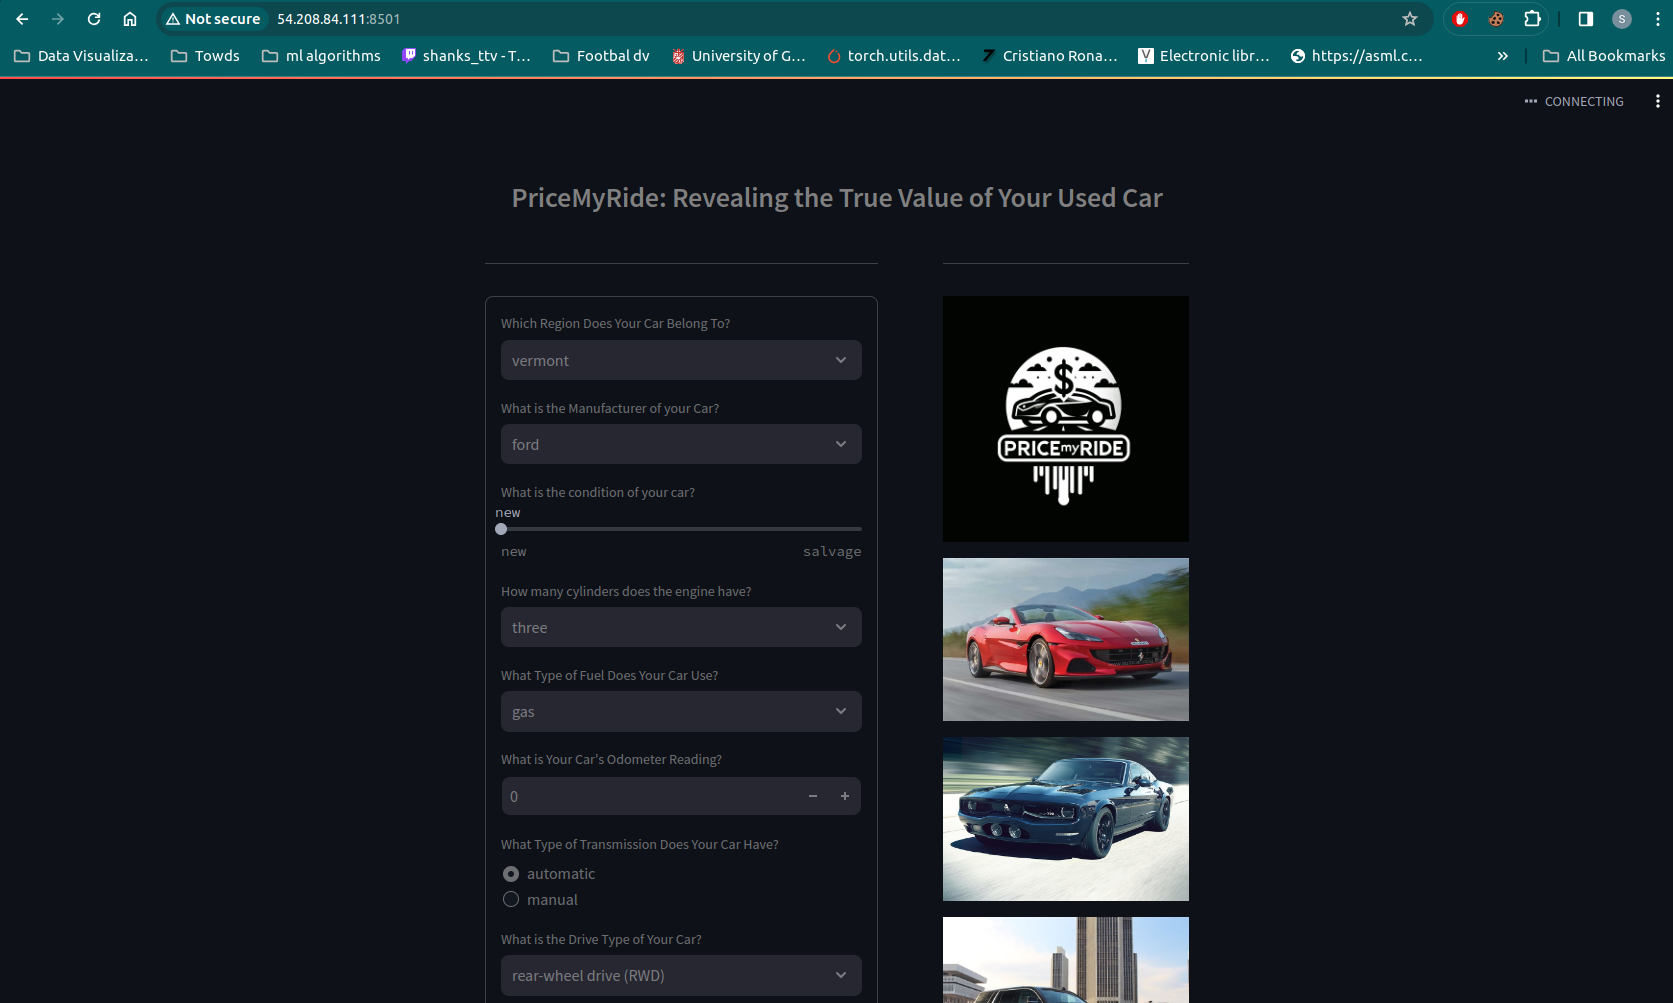 Not secure 54.208.84.111:8501
S
Data Visualiza... Towds ml algorithms shanks_ttv - T... Footbal dv University of G... torch.utils.dat... Cristiano Rona... Electronic libr... https://asml.c... » All Bookmarks
CONNECTING
PriceMyRide: Revealing the True Value of Your Used Car
Which Region Does Your Car Belong To?
vermont
What is the Manufacturer of your Car?
ford
What is the condition of your car?
new
new salvage
How many cylinders does the engine have?
three
What Type of Fuel Does Your Car Use?
gas
What is Your Car's Odometer Reading?
0
What Type of Transmission Does Your Car Have?
automatic
manual
What is the Drive Type of Your Car?
rear-wheel drive (RWD)
$
PRICEmyRIDE